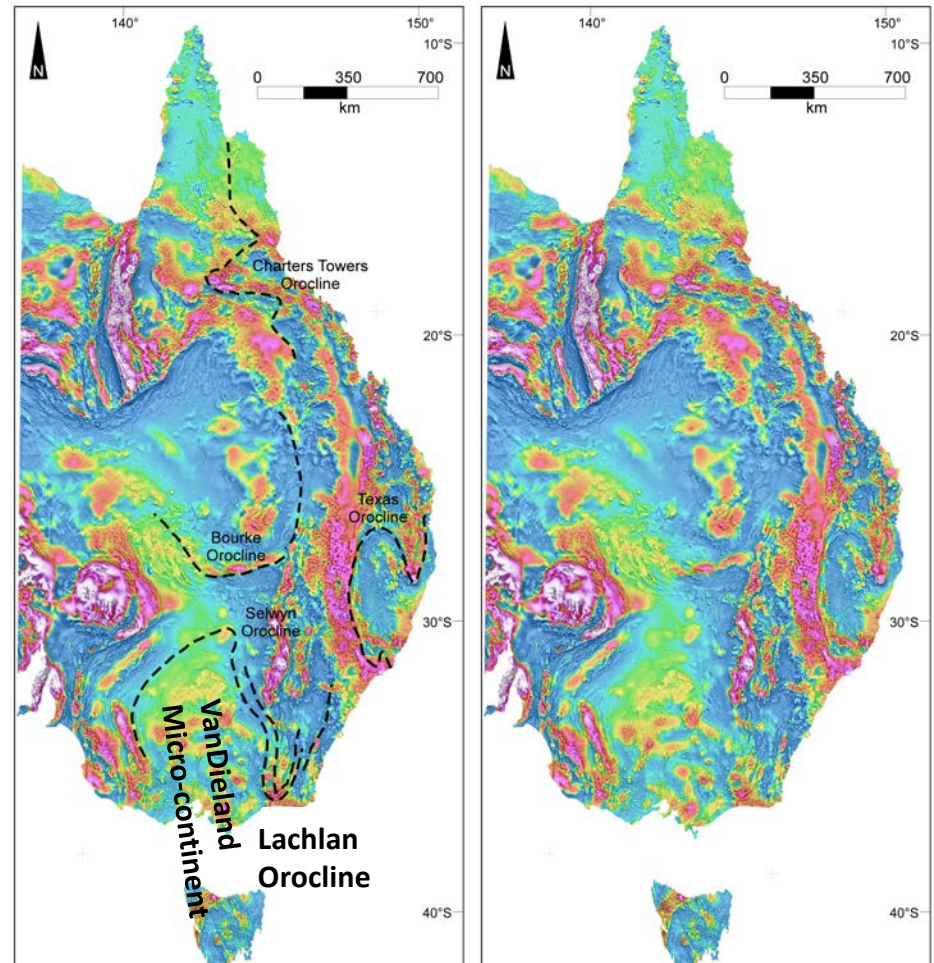 140°
150°
10°S
N
0 350 700
km
Charters Towers
Orocline
20°S
Texas
Orocline
Bourke
Orocline
Selwyn
Orocline
30°S
VanDieland
Micro-continent
Lachlan
Orocline
40°S
140°
150°
10°S
N
0 350 700
km
20°S
30°S
40°S